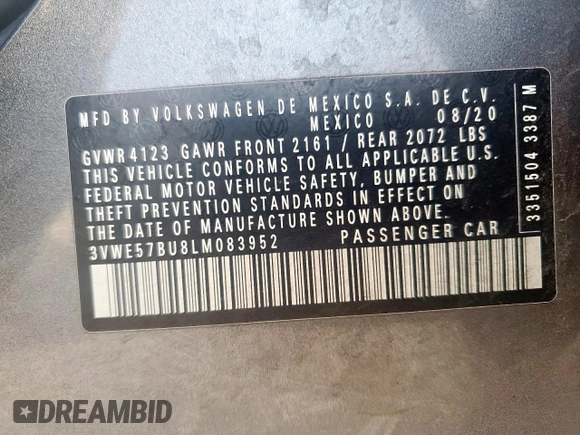 MFD BY VOLKSWAGEN DE MEXICO S.A. DE C.V.
MEXICO 08/20
GVWR 4123 GAWR FRONT 2161 / REAR 2072 LBS
THIS VEHICLE CONFORMS TO ALL APPLICABLE U.S.
FEDERAL MOTOR VEHICLE SAFETY, BUMPER AND
THEFT PREVENTION STANDARDS IN EFFECT ON
THE DATE OF MANUFACTURE SHOWN ABOVE.
3VWE57BU8LM083952 PASSENGER CAR
3351504 3387 M
DREAMBID